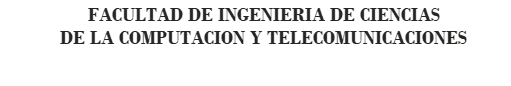 FACULTAD DE INGENIERIA DE CIENCIAS
DE LA COMPUTACION Y TELECOMUNICACIONES